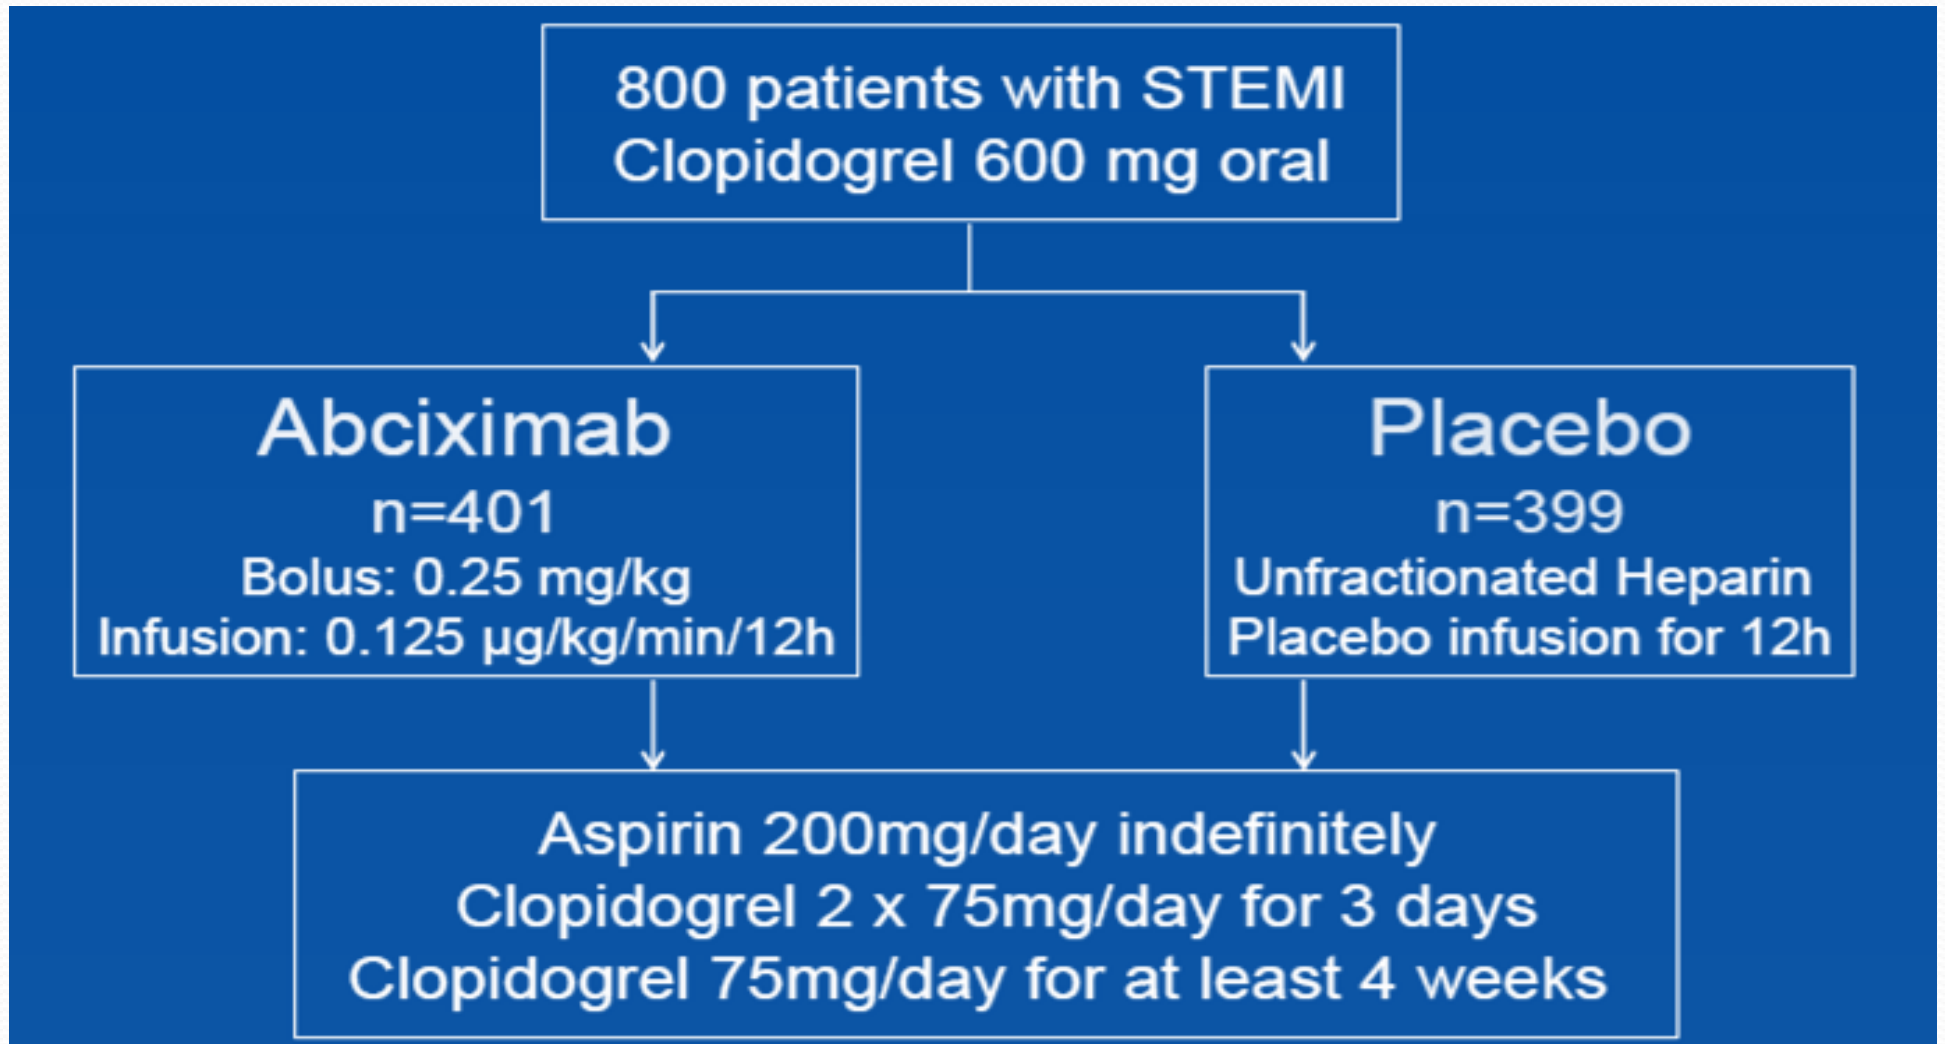 800 patients with STEMI
Clopidogrel 600 mg oral
Abciximab
n=401
Bolus: 0.25 mg/kg
Infusion: 0.125 µg/kg/min/12h
Placebo
n=399
Unfractionated Heparin
Placebo infusion for 12h
Aspirin 200mg/day indefinitely
Clopidogrel 2 x 75mg/day for 3 days
Clopidogrel 75mg/day for at least 4 weeks